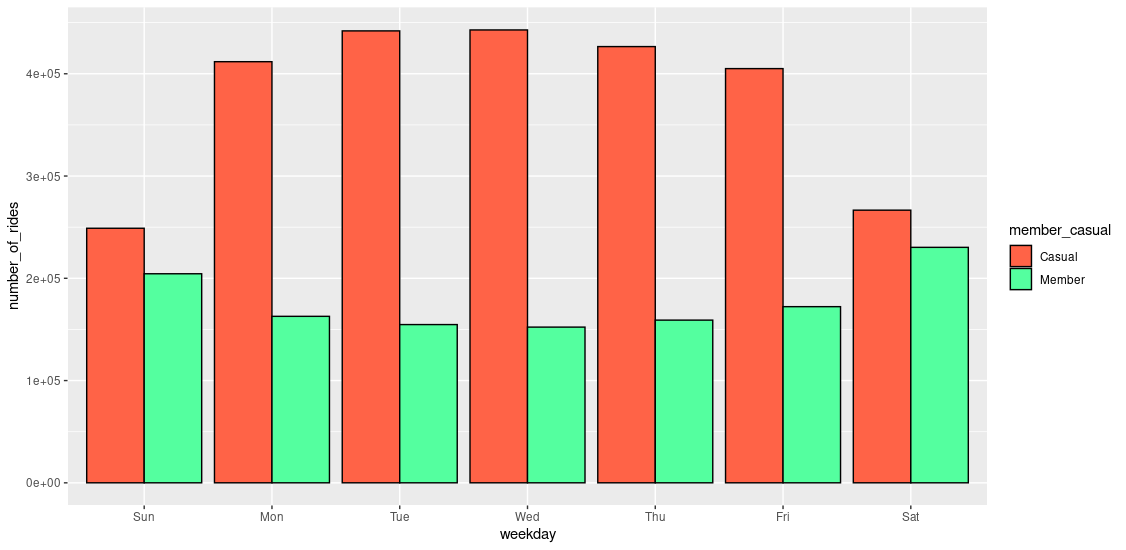 number_of_rides
4e+05
3e+05
2e+05
1e+05
0e+00
Sun Mon Tue Wed Thu Fri Sat
weekday
member_casual
Casual
Member